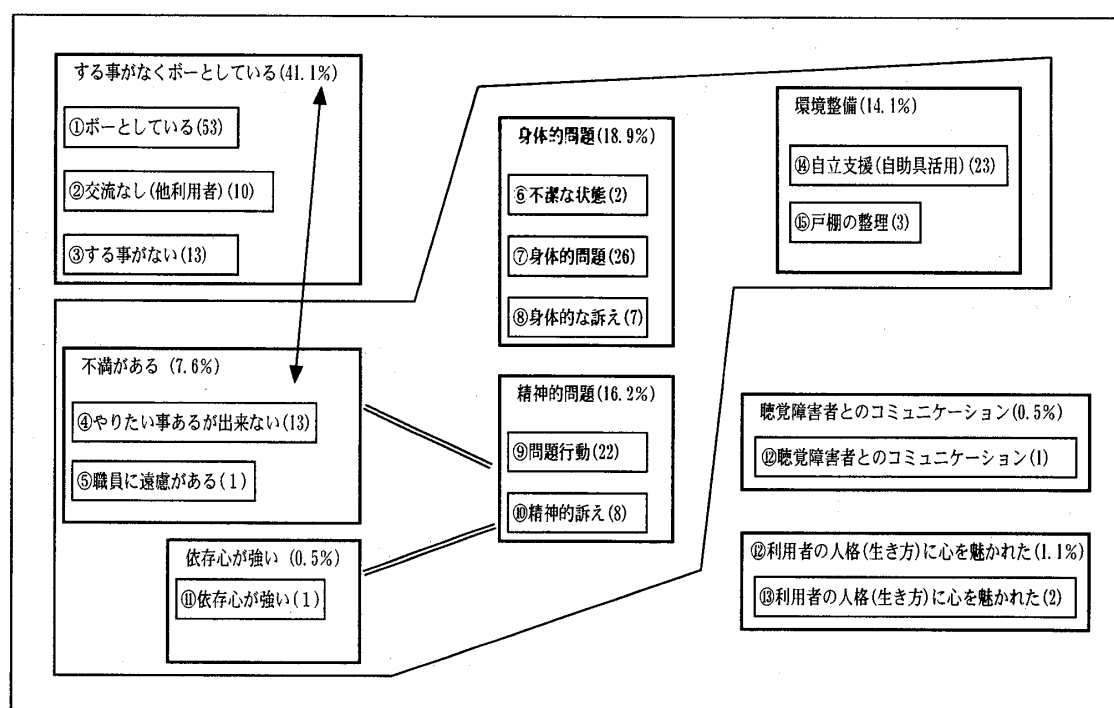 する事がなくボーとしている(41.1%)
①ボーとしている(53)
②交流なし(他利用者)(10)
③する事がない(13)
不満がある (7.6%)
④やりたい事あるが出来ない(13)
⑤職員に遠慮がある(1)
依存心が強い (0.5%)
⑪依存心が強い(1)
身体的問題(18.9%)
⑥不潔な状態(2)
⑦身体的問題(26)
⑧身体的な訴え(7)
精神的問題(16.2%)
⑨問題行動(22)
⑩精神的訴え(8)
環境整備(14.1%)
⑭自立支援(自助具活用)(23)
⑮戸棚の整理(3)
聴覚障害者とのコミュニケーション(0.5%)
⑫聴覚障害者とのコミュニケーション(1)
⑫利用者の人格(生き方)に心を魅かれた(1.1%)
⑬利用者の人格(生き方)に心を魅かれた(2)